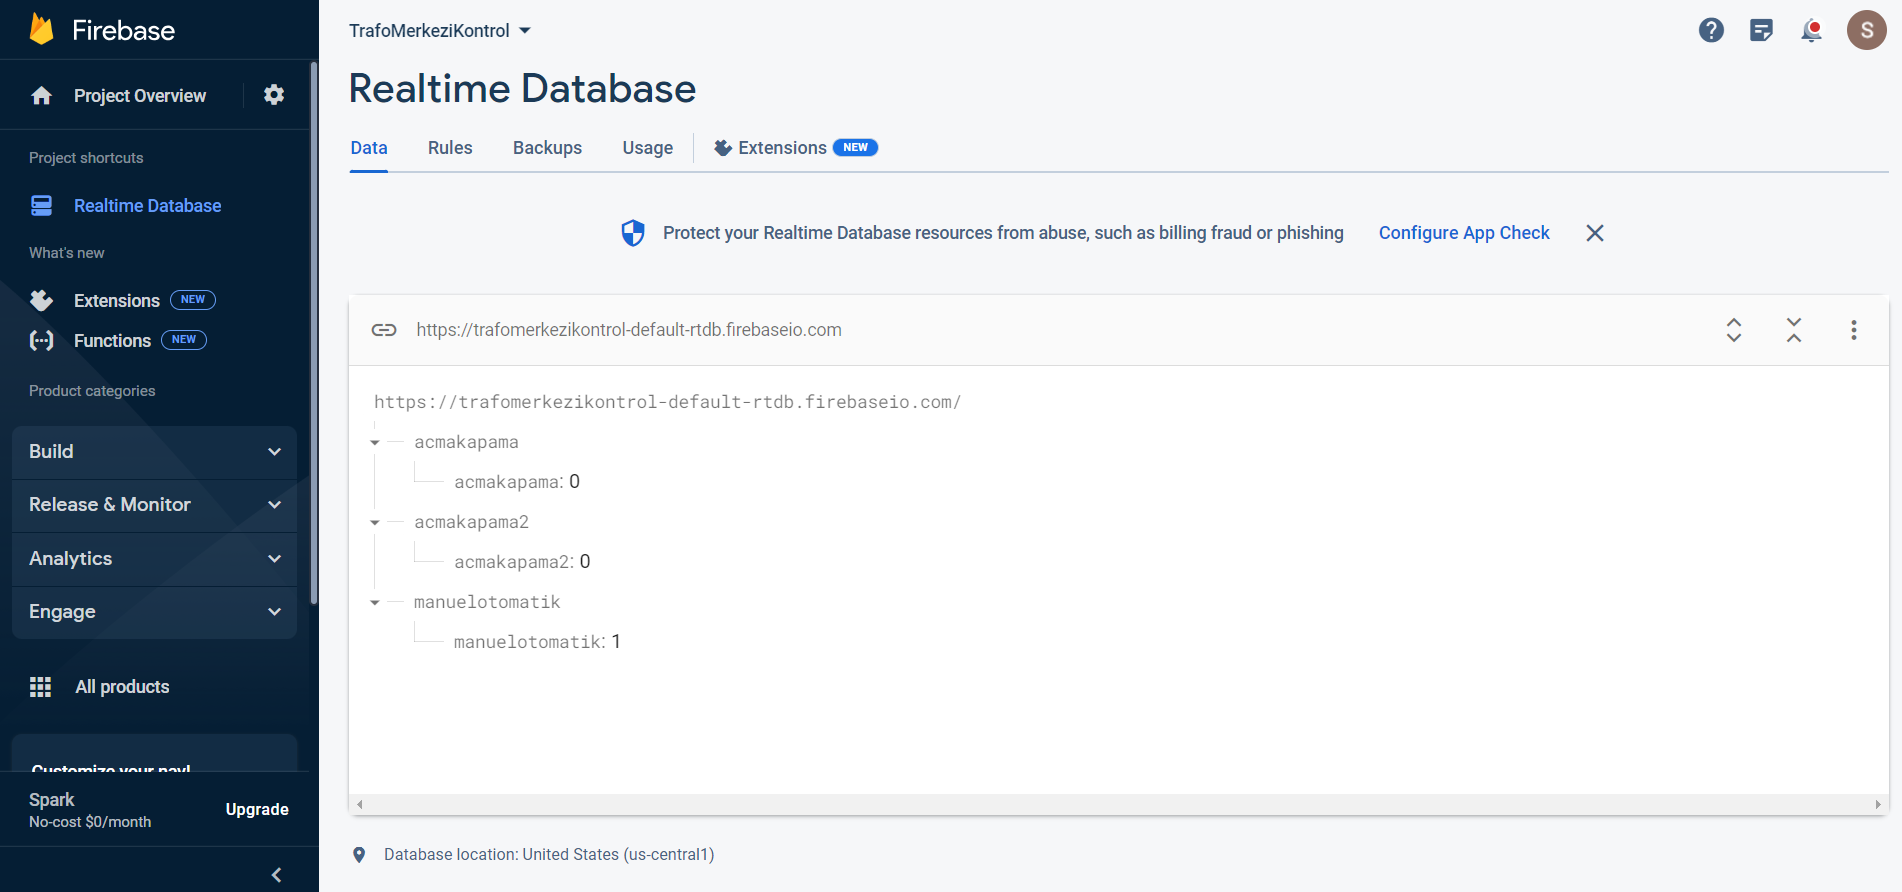 Firebase
Project Overview
Project shortcuts
Realtime Database
What's new
Extensions NEW
Functions NEW
Product categories
Build
Release & Monitor
Analytics
Engage
All products
Customize your nav!
Spark
No-cost $0/month
Upgrade
TrafoMerkeziKontrol
S
Realtime Database
Data Rules Backups Usage Extensions NEW
Protect your Realtime Database resources from abuse, such as billing fraud or phishing Configure App Check
https://trafomerkezikontrol-default-rtdb.firebaseio.com
https://trafomerkezikontrol-default-rtdb.firebaseio.com/
acmakapama
acmakapama: 0
acmakapama2
acmakapama2: 0
manuelotomatik
manuelotomatik: 1
Database location: United States (us-central1)